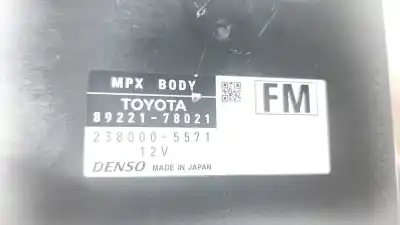 MPX BODY
TOYOTA
89221-78021
238000-5571
12V
DENSO MADE IN JAPAN
FM